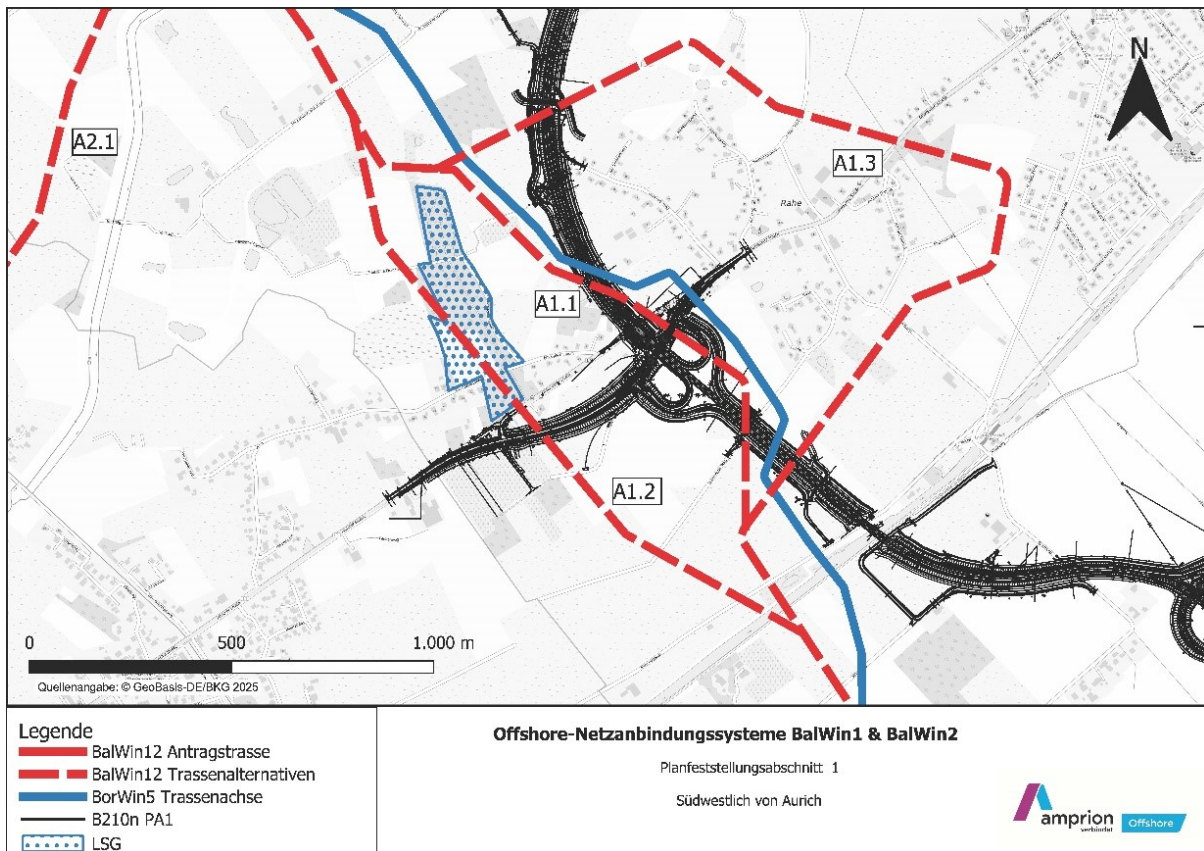 N
A2.1
A1.3
Rahe
A1.1
A1.2
0 500 1.000 m
Quellenangabe: © GeoBasis-DE/BKG 2025
Legende
BalWin12 Antragstrasse
BalWin12 Trassenalternativen
BorWin5 Trassenachse
B210n PA1
LSG
Offshore-Netzanbindungssysteme BalWin1 & BalWin2
Planfeststellungsabschnitt 1
Südwestlich von Aurich
amprion
verbindet
Offshore